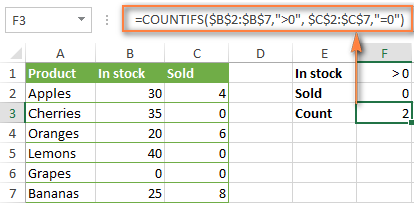 F3 =COUNTIFS($B$2:$B$7,">0", $C$2:$C$7,"=0")
A B C D E F
1 Product In stock Sold In stock > 0
2 Apples 30 4 Sold 0
3 Cherries 35 0 Count 2
4 Oranges 20 6
5 Lemons 40 0
6 Grapes 0 0
7 Bananas 25 8